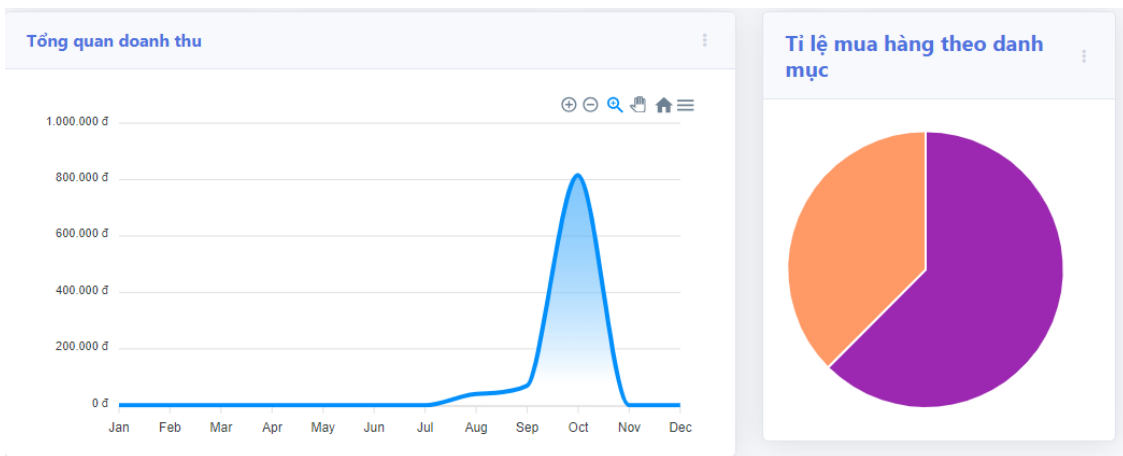 Tổng quan doanh thu
1.000.000 đ
800.000 đ
600.000 đ
400.000 đ
200.000 đ
0 đ
Jan Feb Mar Apr May Jun Jul Aug Sep Oct Nov Dec
Tỉ lệ mua hàng theo danh
mục